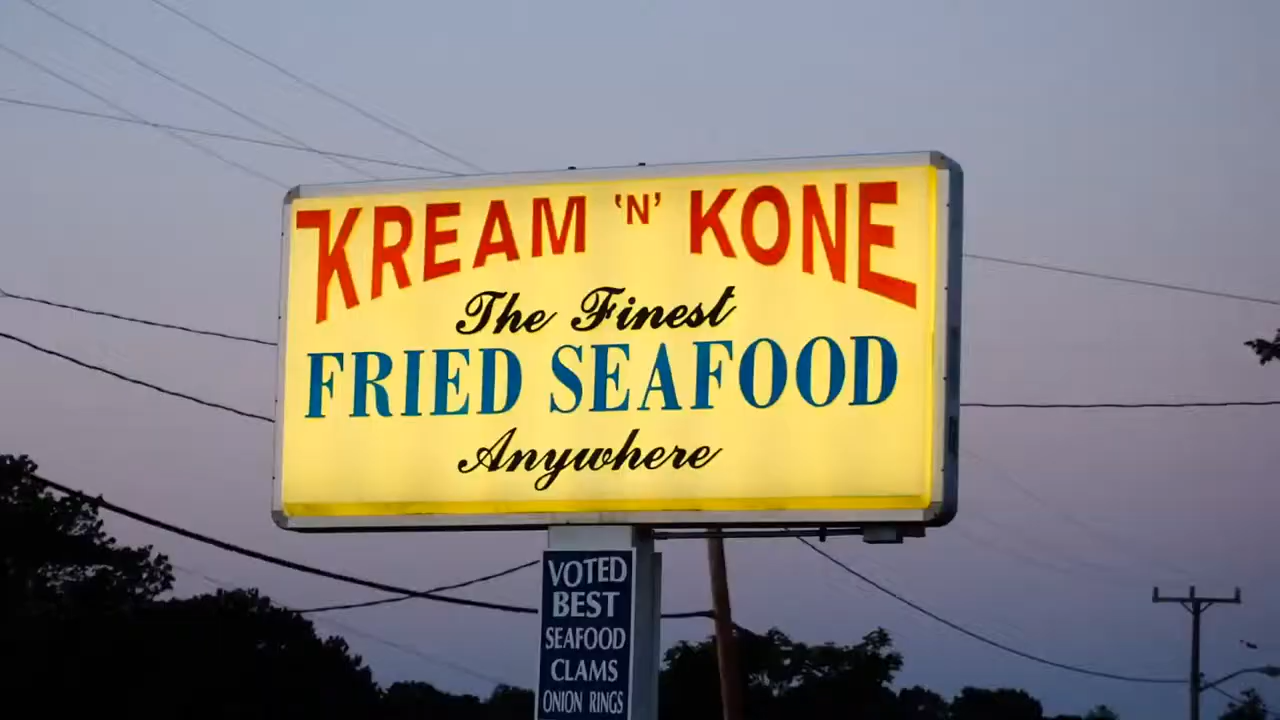 KREAM 'N' KONE
The Finest
FRIED SEAFOOD
Anywhere
VOTED
BEST
SEAFOOD
CLAMS
ONION RINGS